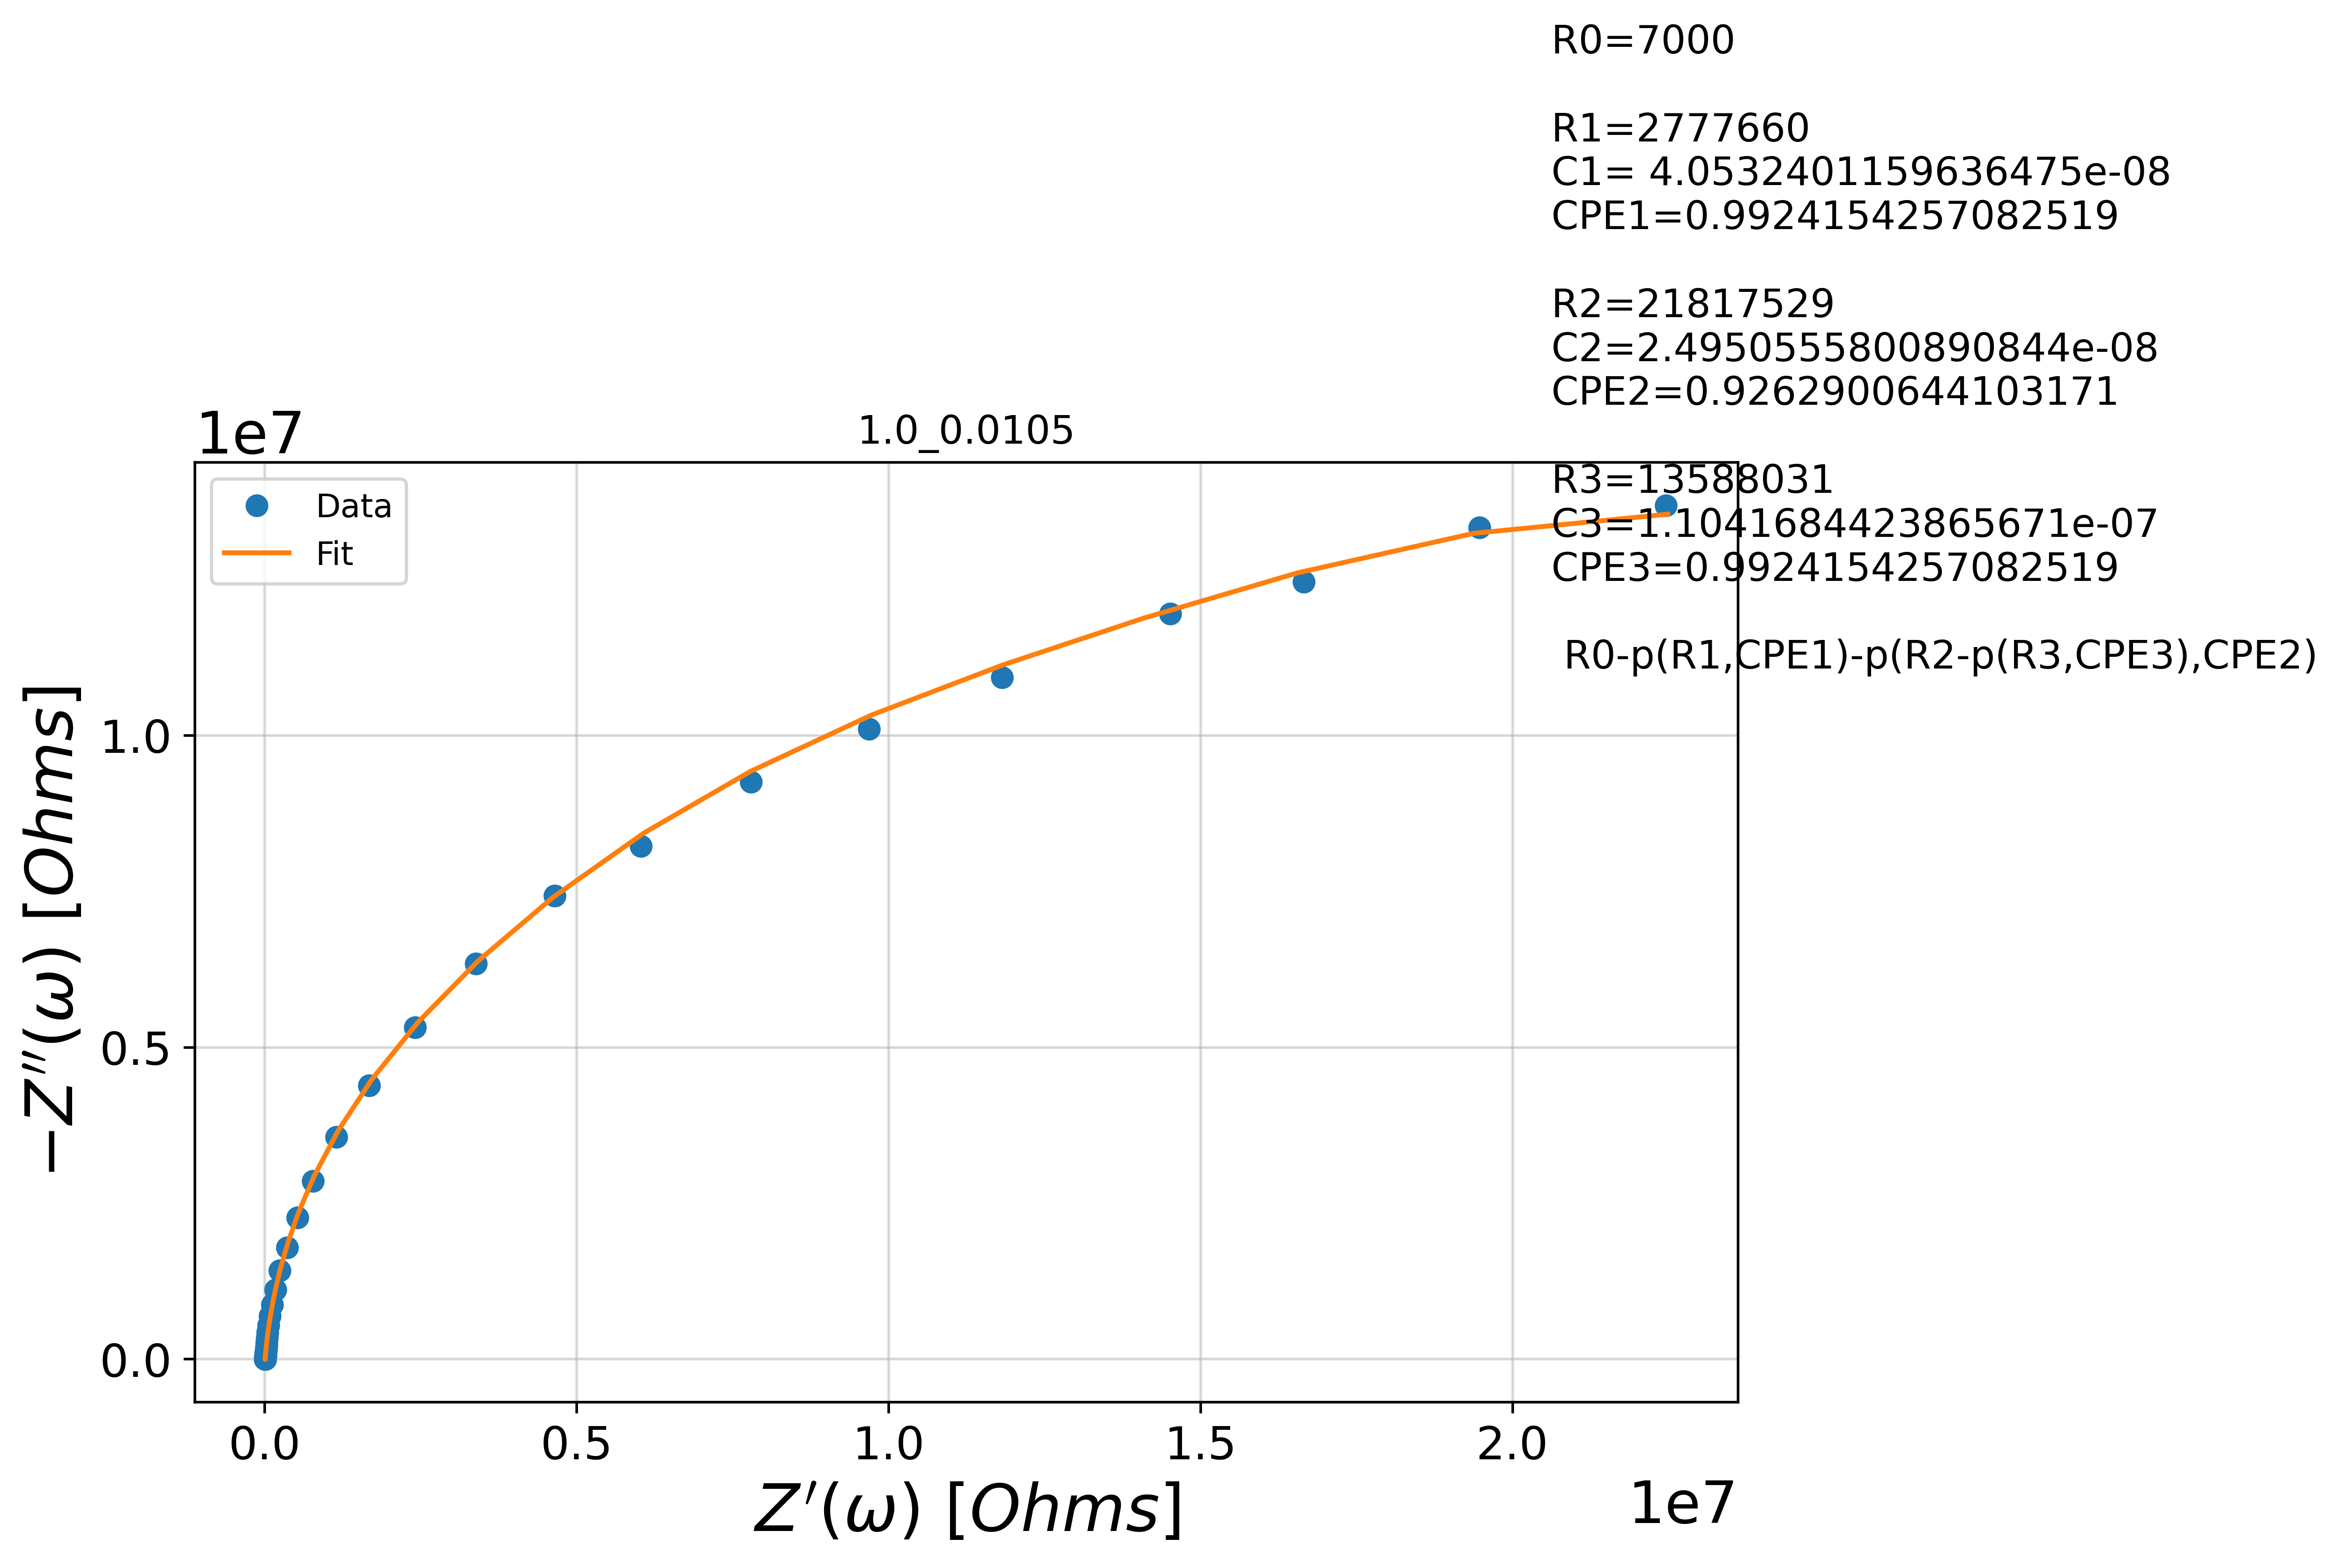 R0=7000
R1=2777660
C1= 4.0532401159636475e-08
CPE1=0.9924154257082519
R2=21817529
C2=2.4950555800890844e-08
CPE2=0.9262900644103171
1e7
1.0_0.0105
R3=13588031
C3=1.1041684423865671e-07
CPE3=0.9924154257082519
R0-p(R1,CPE1)-p(R2-p(R3,CPE3),CPE2)
Data
Fit
1.0
0.5
0.0
−Z′′(ω) [Ohms]
0.0 0.5 1.0 1.5 2.0
Z′(ω) [Ohms]
1e7